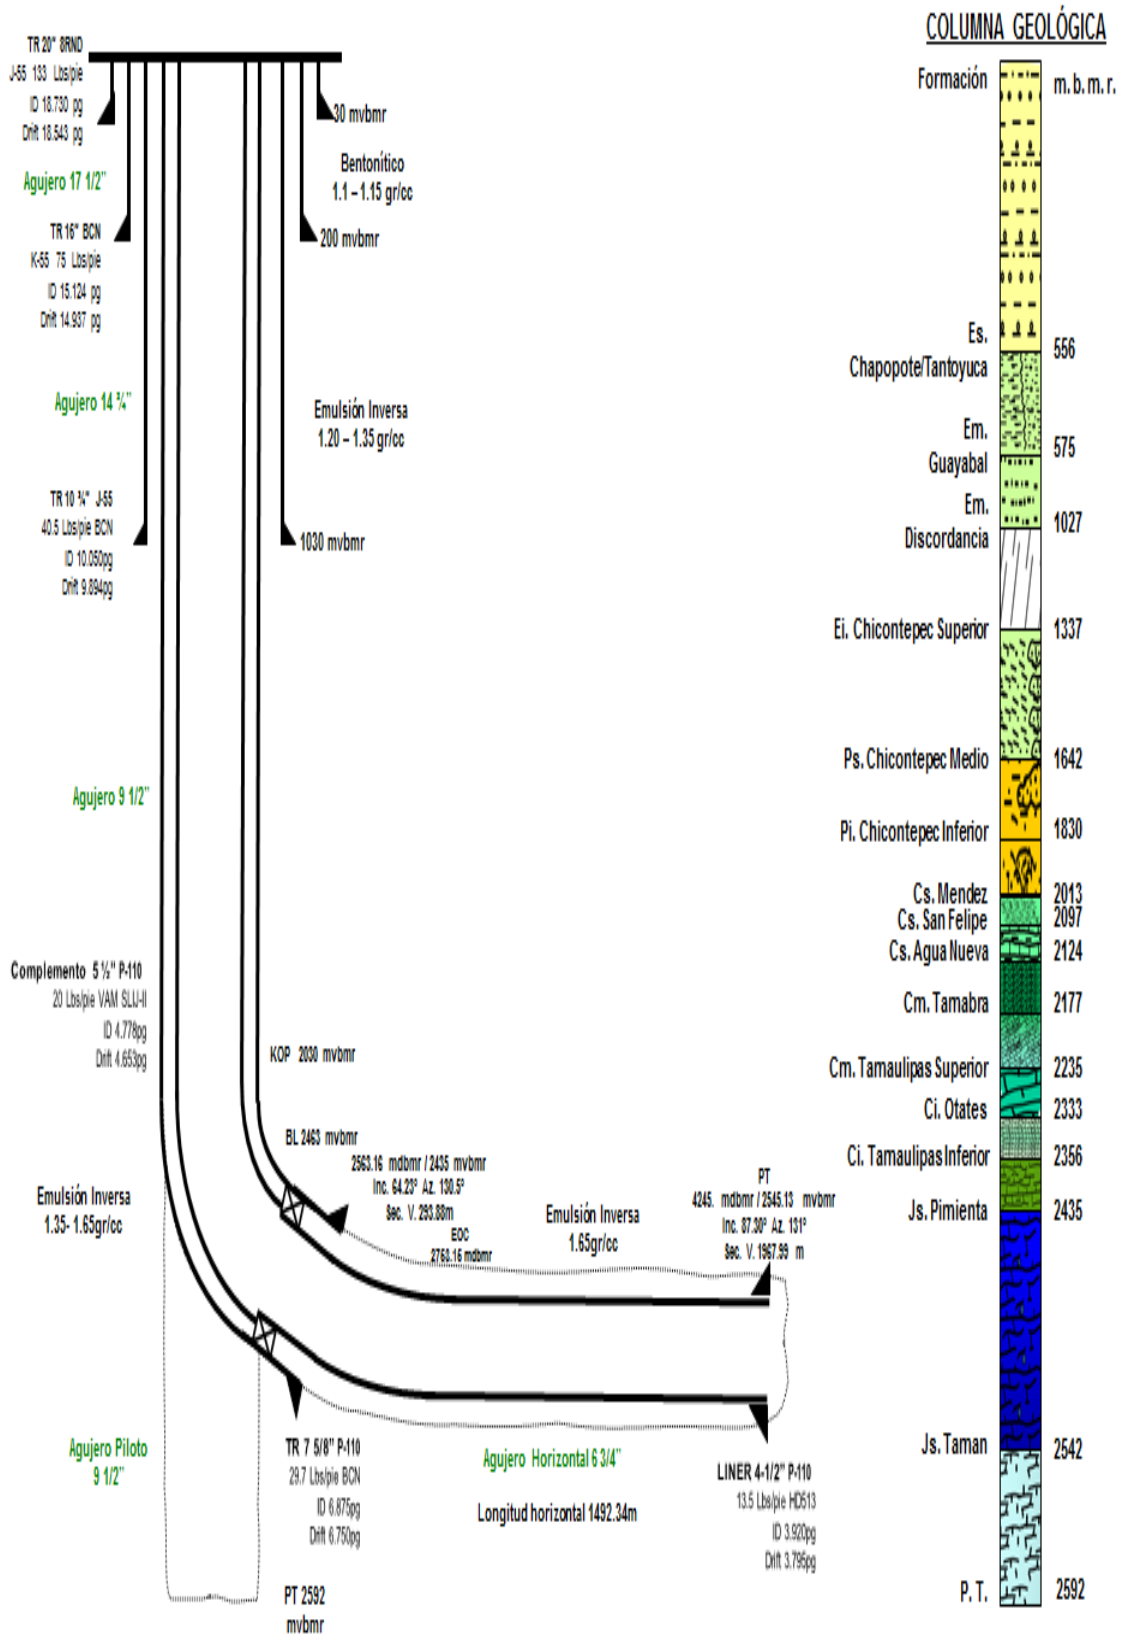 COLUMNA GEOLÓGICA
Formación
m. b. m. r.
TR 20" 8RND
J-55 133 Lbs/pie
ID 18.730 pg
Drift 18.543 pg
30 mvbmr
Bentonítico
1.1 – 1.15 gr/cc
Agujero 17 1/2"
TR 16" BCN
K-55 75 Lbs/pie
ID 15.124 pg
Drift 14.937 pg
200 mvbmr
Agujero 14 ¾"
Emulsión Inversa
1.20 – 1.35 gr/cc
TR 10 ¾" J-55
40.5 Lbs/pie BCN
ID 10.050pg
Drift 9.894pg
1030 mvbmr
Agujero 9 1/2"
Complemento 5 ½" P-110
20 Lbs/pie VAM SLIJ-II
ID 4.778pg
Drift 4.653pg
KOP 2030 mvbmr
BL 2463 mvbmr
2563.16 mdbmr / 2435 mvbmr
Inc. 64.23º Az. 130.5º
Sec. V. 293.88m
EOC
2763.16 mdbmr
Emulsión Inversa
1.35- 1.65gr/cc
Emulsión Inversa
1.65gr/cc
PT
4245. mdbmr / 2545.13 mvbmr
Inc. 87.30º Az. 131º
Sec. V. 1967.99 m
Agujero Piloto
9 1/2"
TR 7 5/8" P-110
29.7 Lbs/pie BCN
ID 6.875pg
Drift 6.750pg
Agujero Horizontal 6 3/4"
Longitud horizontal 1492.34m
LINER 4-1/2" P-110
13.5 Lbs/pie HD513
ID 3.920pg
Drift 3.795pg
PT 2592
mvbmr
Es.
Chapopote/Tantoyuca
556
Em.
Guayabal
575
Em.
Discordancia
1027
Ei. Chicontepec Superior
1337
Ps. Chicontepec Medio
1642
Pi. Chicontepec Inferior
1830
Cs. Mendez
2013
Cs. San Felipe
2097
Cs. Agua Nueva
2124
Cm. Tamabra
2177
Cm. Tamaulipas Superior
2235
Ci. Otates
2333
Ci. Tamaulipas Inferior
2356
Js. Pimienta
2435
Js. Taman
2542
P. T.
2592